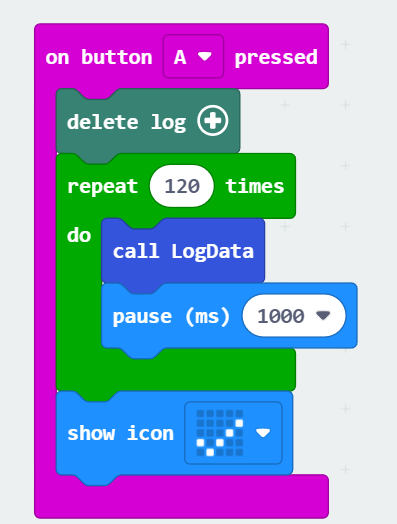 on button A pressed
delete log
repeat 120 times
do
call LogData
pause (ms) 1000
show icon